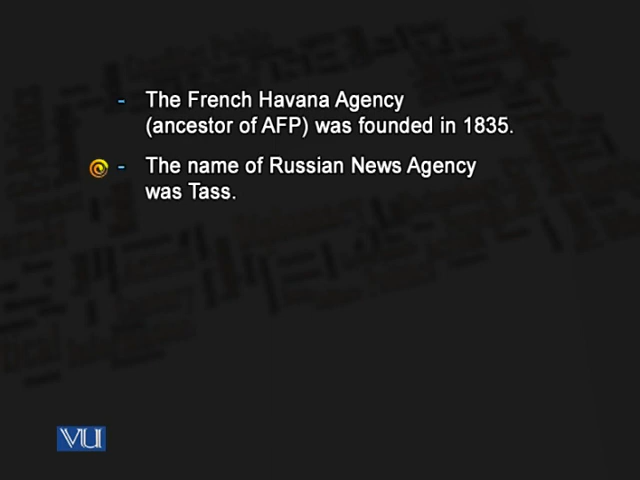 - The French Havana Agency
(ancestor of AFP) was founded in 1835.
- The name of Russian News Agency
was Tass.
VU